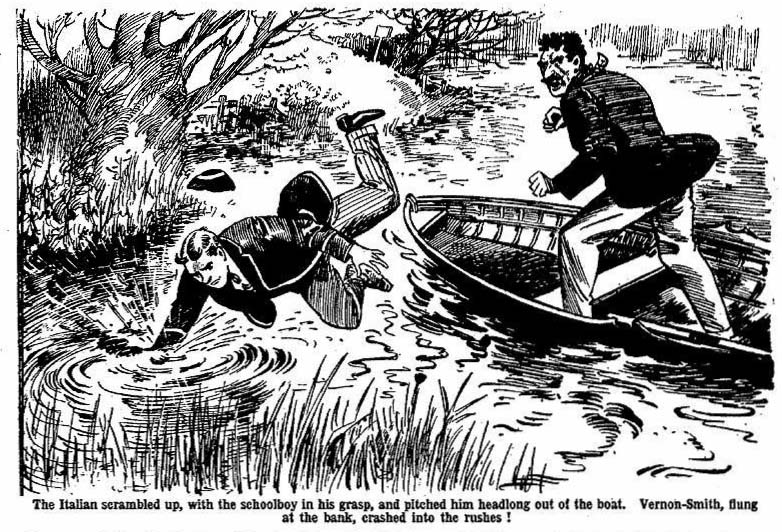 The Italian scrambled up, with the schoolboy in his grasp, and pitched him headlong out of the boat. Vernon-Smith, flung
at the bank, crashed into the rushes !